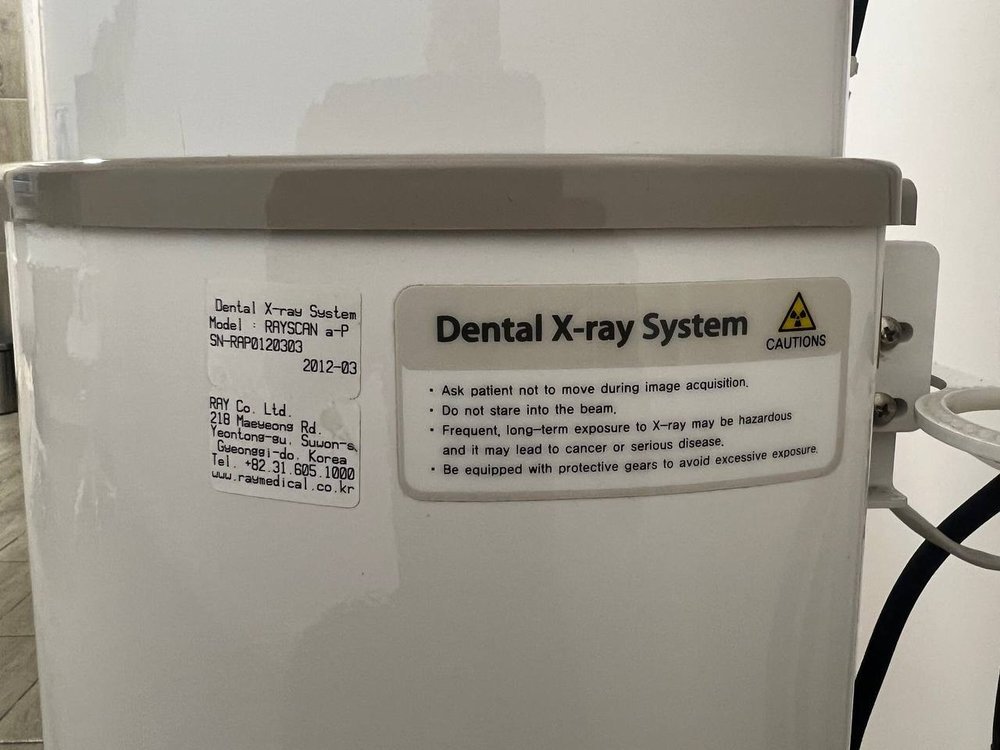 Dental X-ray System
Model : RAYSCAN a-P
SN-RAP0120303
2012-03
RAY Co. Ltd.
218 Maeyeong Rd.
Yeontong-gu, Suwon-s
Gyeonggi-do, Korea
Tel. +82.31.605.1000
www.raymedical.co.kr
Dental X-ray System
CAUTIONS
• Ask patient not to move during image acquisition.
• Do not stare into the beam.
• Frequent, long-term exposure to X-ray may be hazardous
and it may lead to cancer or serious disease.
• Be equipped with protective gears to avoid excessive exposure.